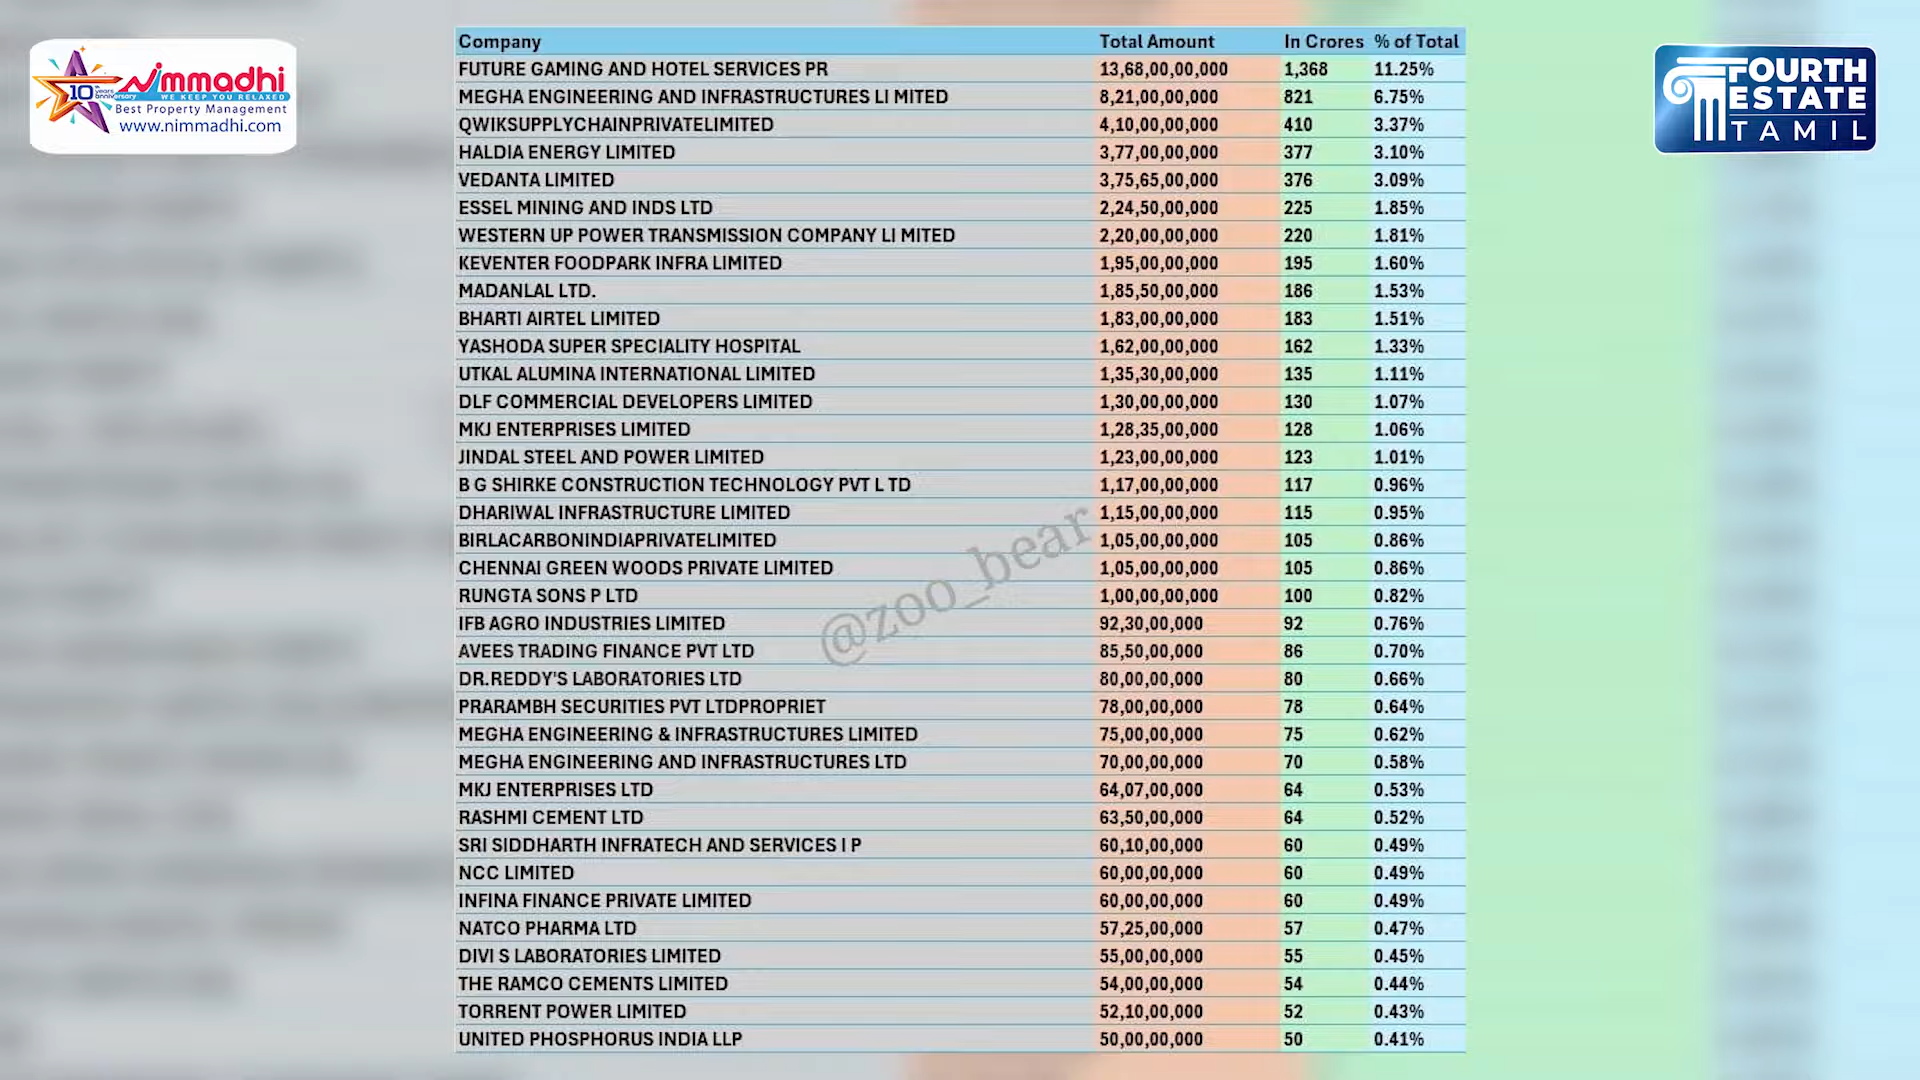 Nimmadhi
10th years anniversary
WE KEEP YOU RELAXED
Best Property Management
www.nimmadhi.com
FOURTH
ESTATE
TAMIL
Company Total Amount In Crores % of Total
FUTURE GAMING AND HOTEL SERVICES PR 13,68,00,00,000 1,368 11.25%
MEGHA ENGINEERING AND INFRASTRUCTURES LI MITED 8,21,00,00,000 821 6.75%
QWIKSUPPLYCHAINPRIVATELIMITED 4,10,00,00,000 410 3.37%
HALDIA ENERGY LIMITED 3,77,00,00,000 377 3.10%
VEDANTA LIMITED 3,75,65,00,000 376 3.09%
ESSEL MINING AND INDS LTD 2,24,50,00,000 225 1.85%
WESTERN UP POWER TRANSMISSION COMPANY LI MITED 2,20,00,00,000 220 1.81%
KEVENTER FOODPARK INFRA LIMITED 1,95,00,00,000 195 1.60%
MADANLAL LTD. 1,85,50,00,000 186 1.53%
BHARTI AIRTEL LIMITED 1,83,00,00,000 183 1.51%
YASHODA SUPER SPECIALITY HOSPITAL 1,62,00,00,000 162 1.33%
UTKAL ALUMINA INTERNATIONAL LIMITED 1,35,30,00,000 135 1.11%
DLF COMMERCIAL DEVELOPERS LIMITED 1,30,00,00,000 130 1.07%
MKJ ENTERPRISES LIMITED 1,28,35,00,000 128 1.06%
JINDAL STEEL AND POWER LIMITED 1,23,00,00,000 123 1.01%
B G SHIRKE CONSTRUCTION TECHNOLOGY PVT L TD 1,17,00,00,000 117 0.96%
DHARIWAL INFRASTRUCTURE LIMITED 1,15,00,00,000 115 0.95%
BIRLACARBONINDIAPRIVATELIMITED 1,05,00,00,000 105 0.86%
CHENNAI GREEN WOODS PRIVATE LIMITED 1,05,00,00,000 105 0.86%
RUNGTA SONS P LTD 1,00,00,00,000 100 0.82%
IFB AGRO INDUSTRIES LIMITED 92,30,00,000 92 0.76%
AVEES TRADING FINANCE PVT LTD 85,50,00,000 86 0.70%
DR.REDDY'S LABORATORIES LTD 80,00,00,000 80 0.66%
PRARAMBH SECURITIES PVT LTDPROPRIET 78,00,00,000 78 0.64%
MEGHA ENGINEERING & INFRASTRUCTURES LIMITED 75,00,00,000 75 0.62%
MEGHA ENGINEERING AND INFRASTRUCTURES LTD 70,00,00,000 70 0.58%
MKJ ENTERPRISES LTD 64,07,00,000 64 0.53%
RASHMI CEMENT LTD 63,50,00,000 64 0.52%
SRI SIDDHARTH INFRATECH AND SERVICES I P 60,10,00,000 60 0.49%
NCC LIMITED 60,00,00,000 60 0.49%
INFINA FINANCE PRIVATE LIMITED 60,00,00,000 60 0.49%
NATCO PHARMA LTD 57,25,00,000 57 0.47%
DIVI S LABORATORIES LIMITED 55,00,00,000 55 0.45%
THE RAMCO CEMENTS LIMITED 54,00,00,000 54 0.44%
TORRENT POWER LIMITED 52,10,00,000 52 0.43%
UNITED PHOSPHORUS INDIA LLP 50,00,00,000 50 0.41%
@zoo_bear